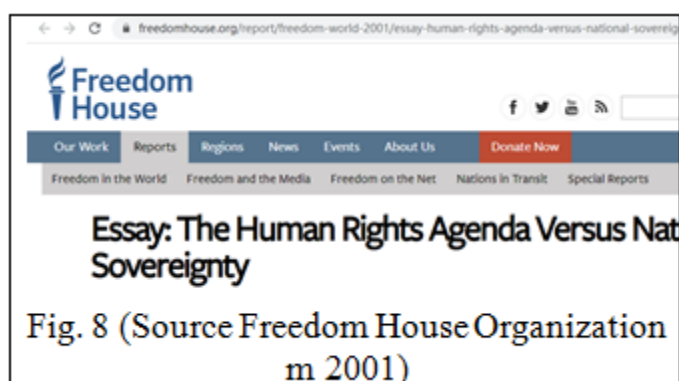 freedomhouse.org/report/freedom-world-2001/essay-human-rights-agenda-versus-national-sovereig
Freedom
House
Our Work Reports Regions News Events About Us Donate Now
Freedom in the World Freedom and the Media Freedom on the Net Nations in Transit Special Reports
Essay: The Human Rights Agenda Versus Nat
Sovereignty
Fig. 8 (Source Freedom House Organization
m 2001)